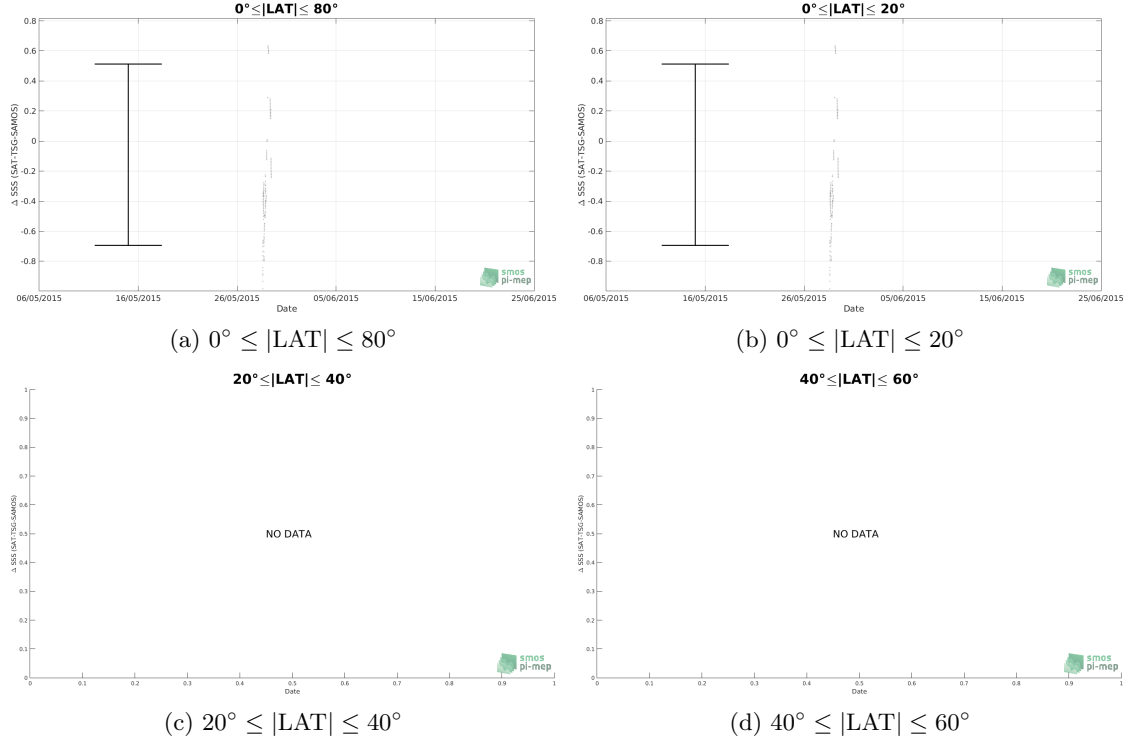 0°≤|LAT|≤ 80°
Δ SSS (SAT-TSG-SAMOS)
0.8
0.6
0.4
0.2
0
-0.2
-0.4
-0.6
-0.8
06/05/2015 16/05/2015 26/05/2015 05/06/2015 15/06/2015 25/06/2015
Date
smos
pi-mep
(a) 0° ≤ |LAT| ≤ 80°
0°≤|LAT|≤ 20°
Δ SSS (SAT-TSG-SAMOS)
0.8
0.6
0.4
0.2
0
-0.2
-0.4
-0.6
-0.8
06/05/2015 16/05/2015 26/05/2015 05/06/2015 15/06/2015 25/06/2015
Date
smos
pi-mep
(b) 0° ≤ |LAT| ≤ 20°
20°≤|LAT|≤ 40°
Δ SSS (SAT-TSG-SAMOS)
1
0.9
0.8
0.7
0.6
0.5
0.4
0.3
0.2
0.1
0
NO DATA
0 0.1 0.2 0.3 0.4 0.5 0.6 0.7 0.8 0.9 1
Date
smos
pi-mep
(c) 20° ≤ |LAT| ≤ 40°
40°≤|LAT|≤ 60°
Δ SSS (SAT-TSG-SAMOS)
1
0.9
0.8
0.7
0.6
0.5
0.4
0.3
0.2
0.1
0
NO DATA
0 0.1 0.2 0.3 0.4 0.5 0.6 0.7 0.8 0.9 1
Date
smos
pi-mep
(d) 40° ≤ |LAT| ≤ 60°